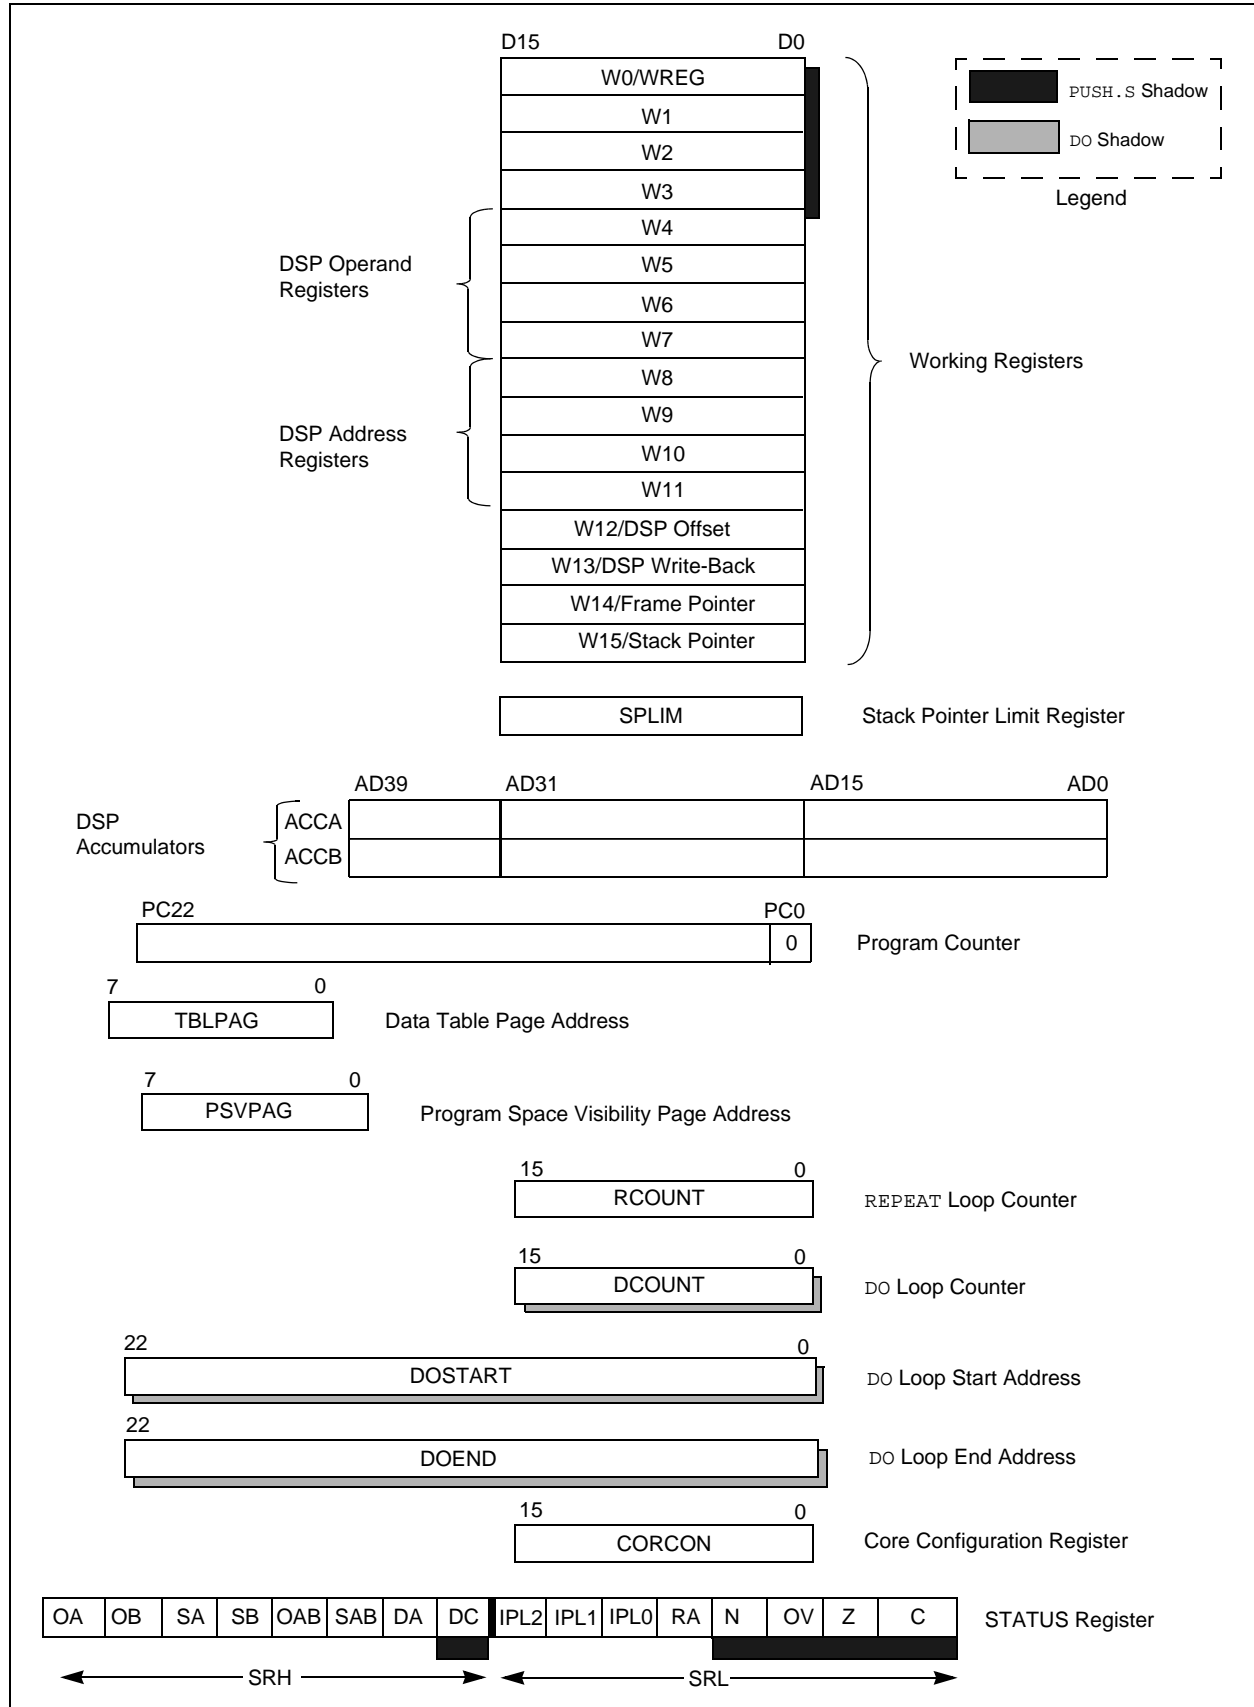 D15 D0
W0/WREG
W1
W2
W3
W4
W5
W6
W7
W8
W9
W10
W11
W12/DSP Offset
W13/DSP Write-Back
W14/Frame Pointer
W15/Stack Pointer
PUSH.S Shadow
DO Shadow
Legend
DSP Operand
Registers
DSP Address
Registers
Working Registers
SPLIM Stack Pointer Limit Register
AD39 AD31 AD15 AD0
DSP
Accumulators
ACCA
ACCB
PC22 PC0
0 Program Counter
7 0
TBLPAG Data Table Page Address
7 0
PSVPAG Program Space Visibility Page Address
15 0
RCOUNT REPEAT Loop Counter
15 0
DCOUNT DO Loop Counter
22 0
DOSTART DO Loop Start Address
22
DOEND DO Loop End Address
15 0
CORCON Core Configuration Register
OA OB SA SB OAB SAB DA DC IPL2 IPL1 IPL0 RA N OV Z C STATUS Register
SRH SRL